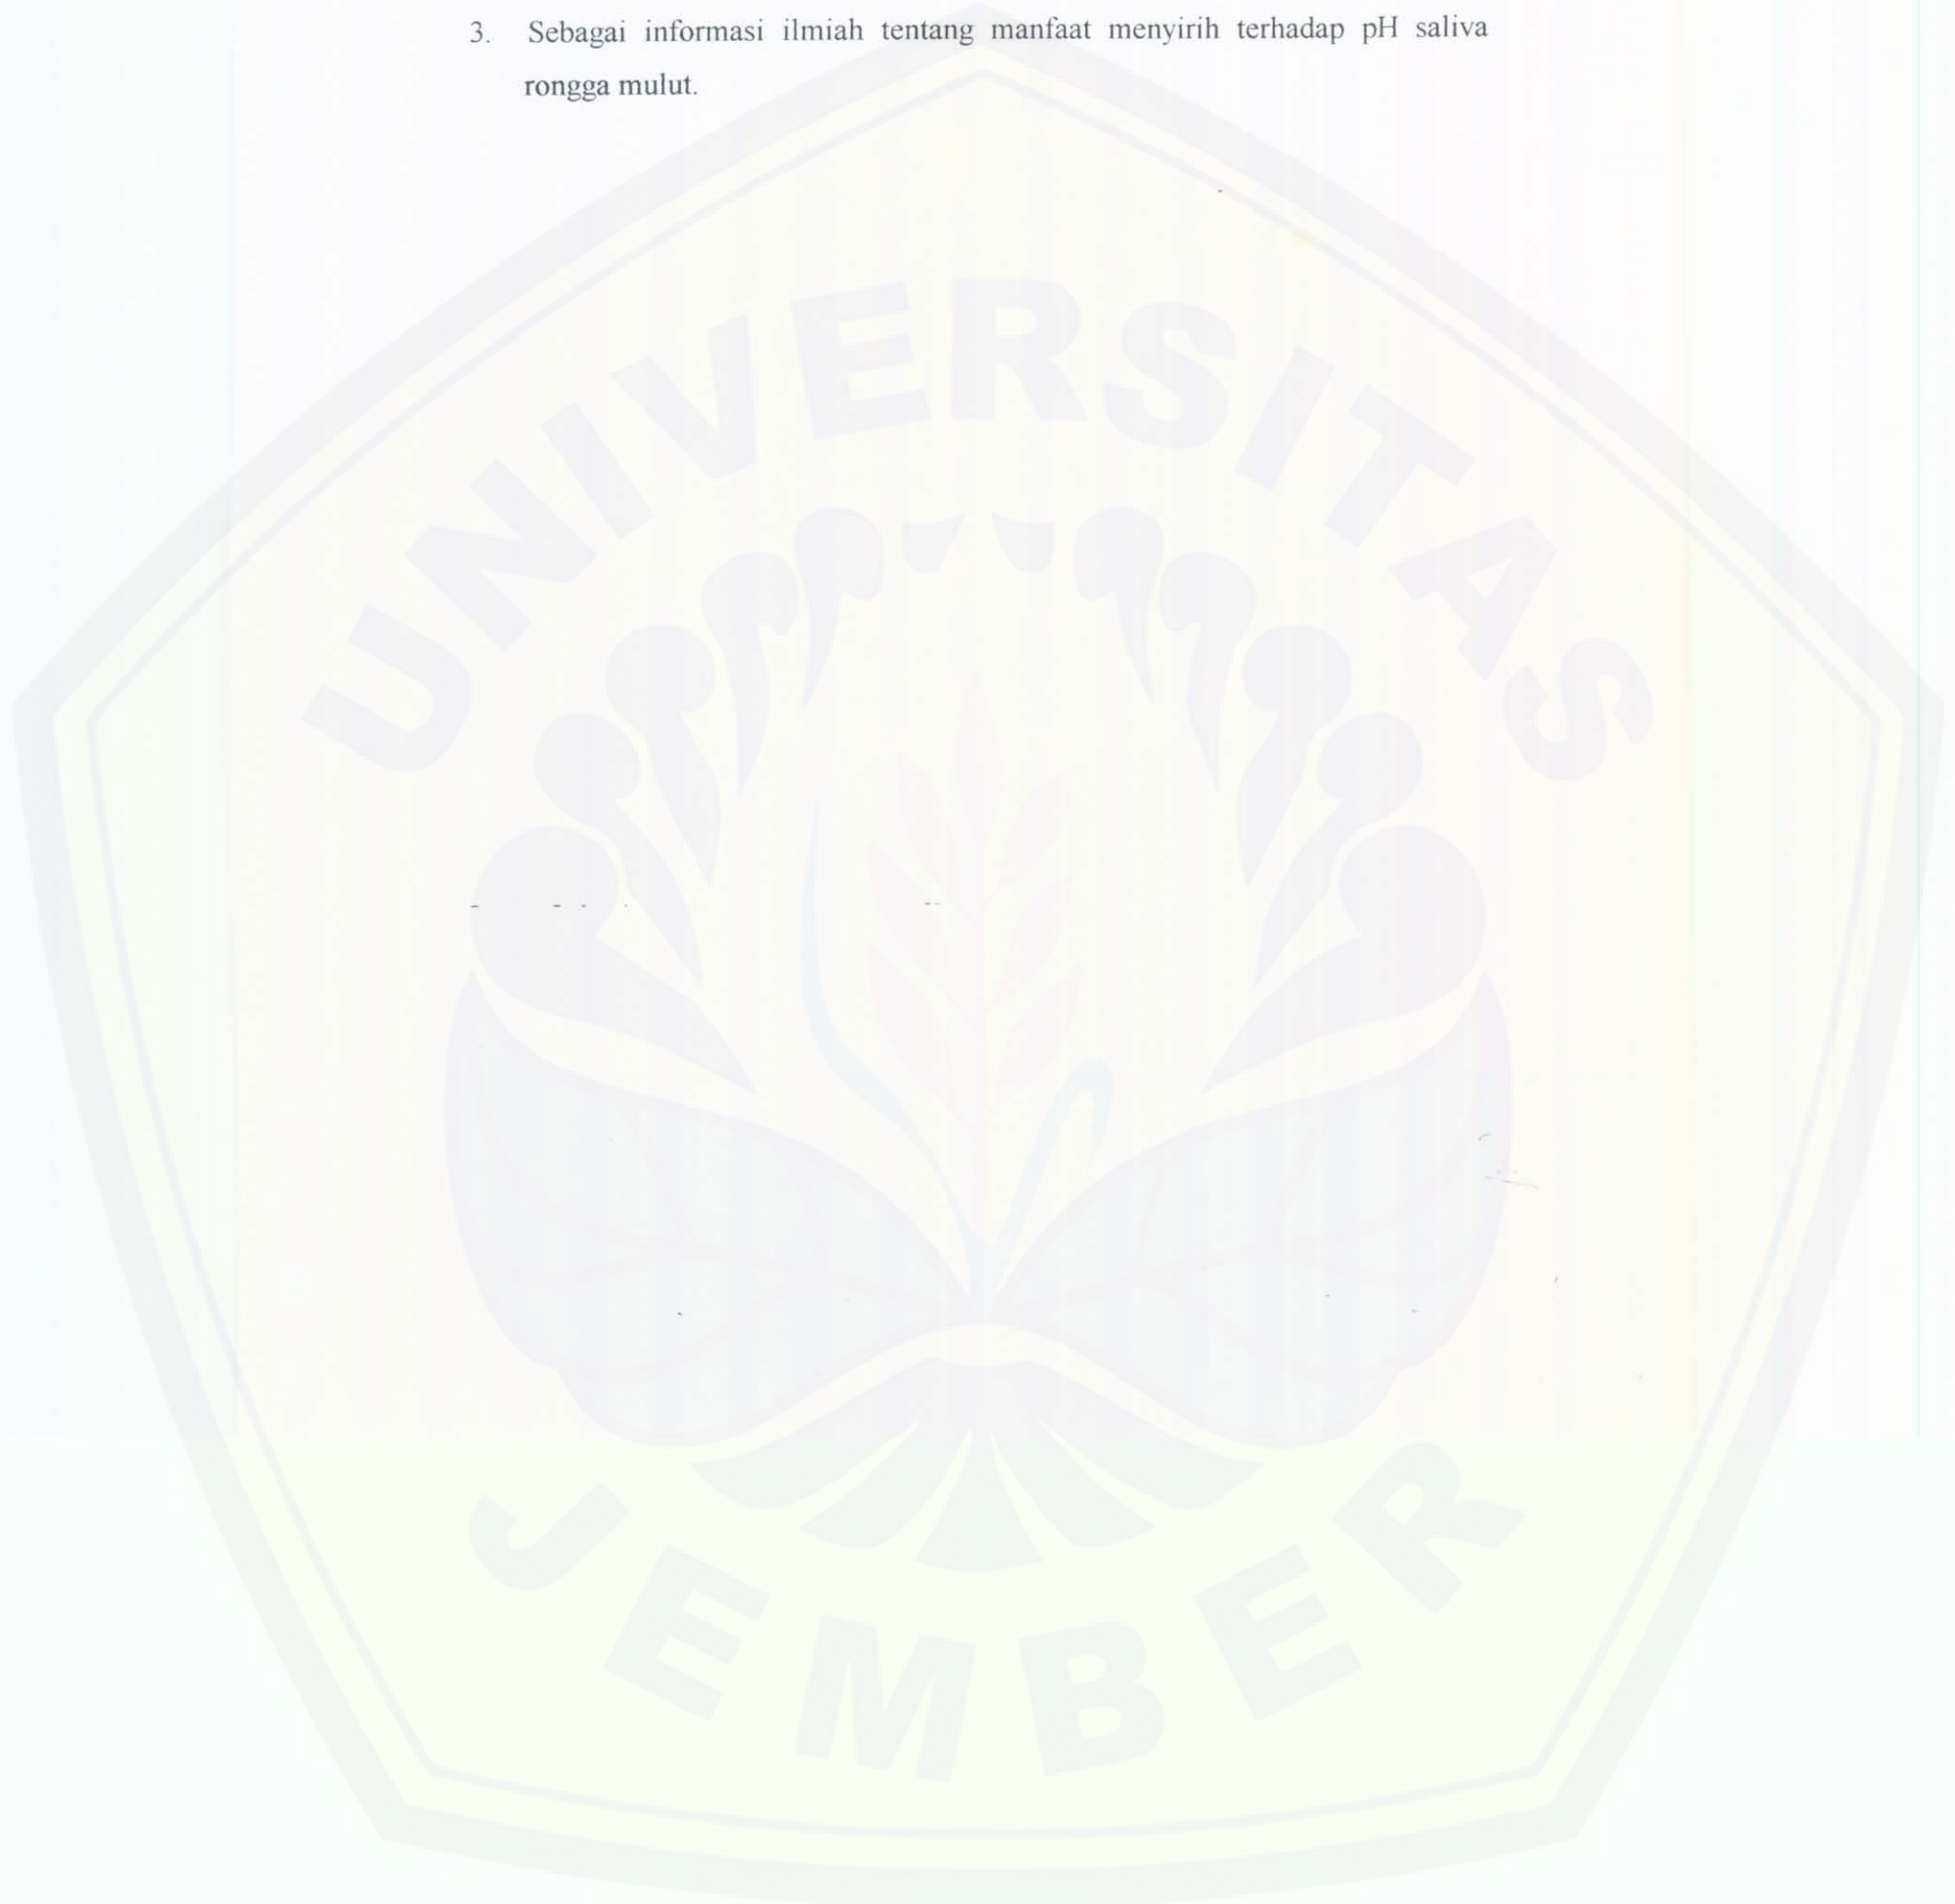 3. Sebagai informasi ilmiah tentang manfaat menyirih terhadap pH saliva
rongga mulut.
UNIVERSITAS
JEMBER